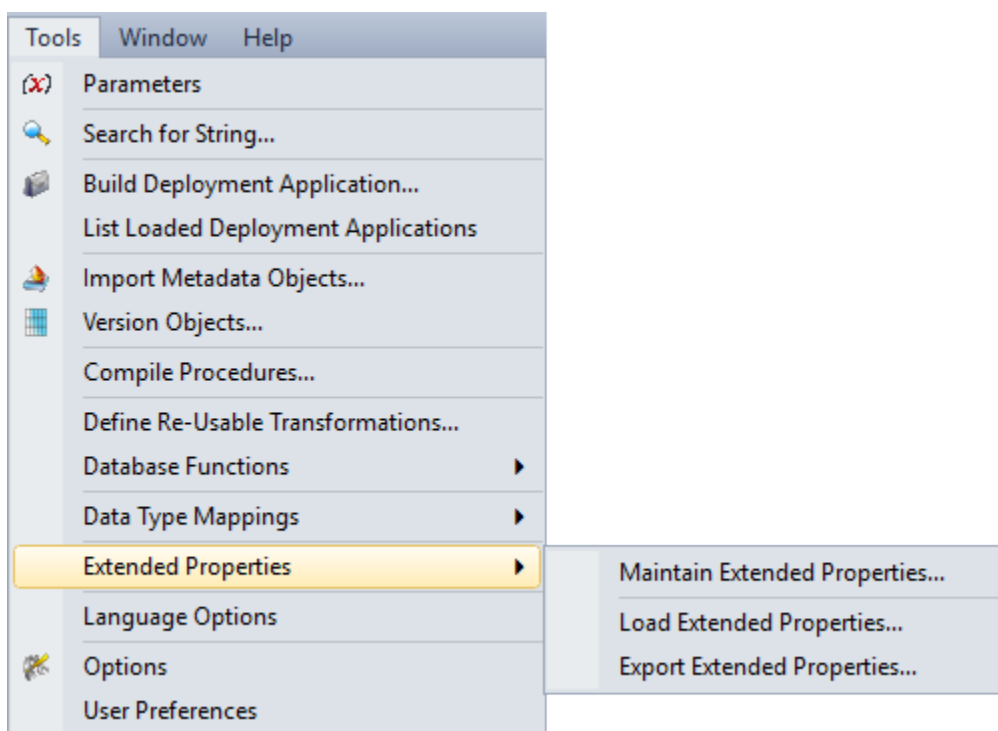 Tools Window Help
(x) Parameters
Search for String...
Build Deployment Application...
List Loaded Deployment Applications
Import Metadata Objects...
Version Objects...
Compile Procedures...
Define Re-Usable Transformations...
Database Functions
Data Type Mappings
Extended Properties
Maintain Extended Properties...
Language Options
Load Extended Properties...
Options
Export Extended Properties...
User Preferences